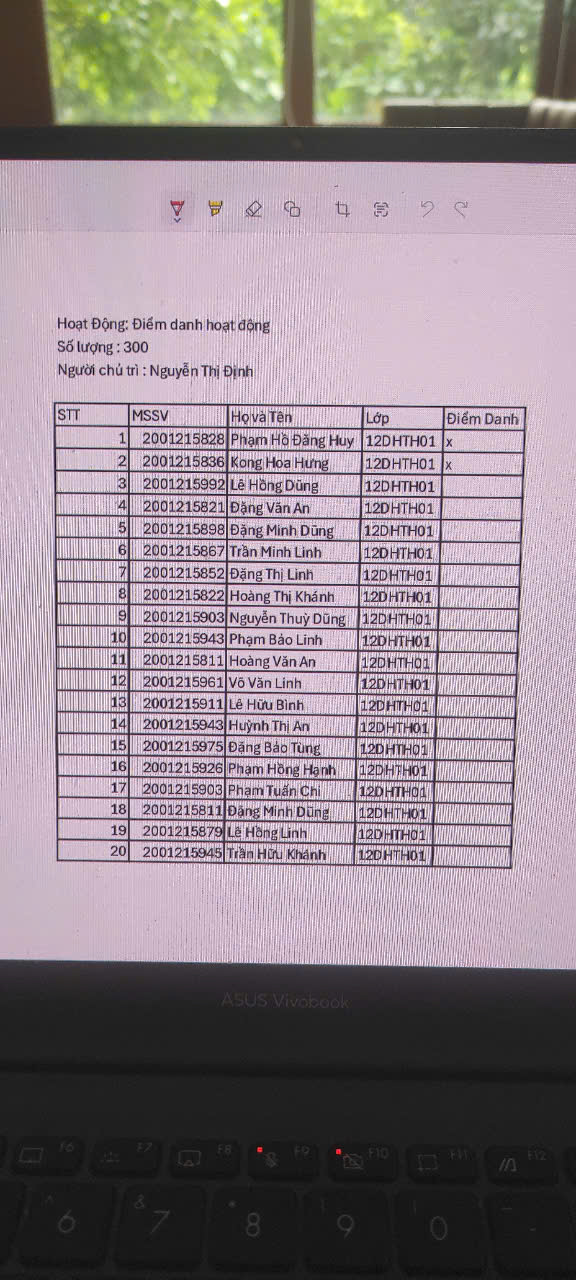 Hoạt Động: Điểm danh hoạt động
Số lượng : 300
Người chủ trì : Nguyễn Thị Định
STT MSSV Họ và Tên Lớp Điểm Danh
1 2001215828 Phạm Hồ Đăng Huy 12DHTH01 x
2 2001215836 Kong Hoa Hưng 12DHTH01 x
3 2001215992 Lê Hồng Dũng 12DHTH01
4 2001215821 Đặng Văn An 12DHTH01
5 2001215898 Đặng Minh Dũng 12DHTH01
6 2001215867 Trần Minh Linh 12DHTH01
7 2001215852 Đặng Thị Linh 12DHTH01
8 2001215822 Hoàng Thị Khánh 12DHTH01
9 2001215903 Nguyễn Thuỳ Dũng 12DHTH01
10 2001215943 Phạm Bảo Linh 12DHTH01
11 2001215811 Hoàng Văn An 12DHTH01
12 2001215961 Võ Văn Linh 12DHTH01
13 2001215911 Lê Hữu Bình 12DHTH01
14 2001215943 Huỳnh Thị An 12DHTH01
15 2001215975 Đặng Bảo Tùng 12DHTH01
16 2001215926 Phạm Hồng Hạnh 12DHTH01
17 2001215903 Phạm Tuấn Chi 12DHTH01
18 2001215811 Đặng Minh Dũng 12DHTH01
19 2001215879 Lê Hồng Linh 12DHTH01
20 2001215945 Trần Hữu Khánh 12DHTH01
ASUS Vivobook
F6 F7 F8 F9 F10 F11 F12
^ & *
6 7 8 9 0 -